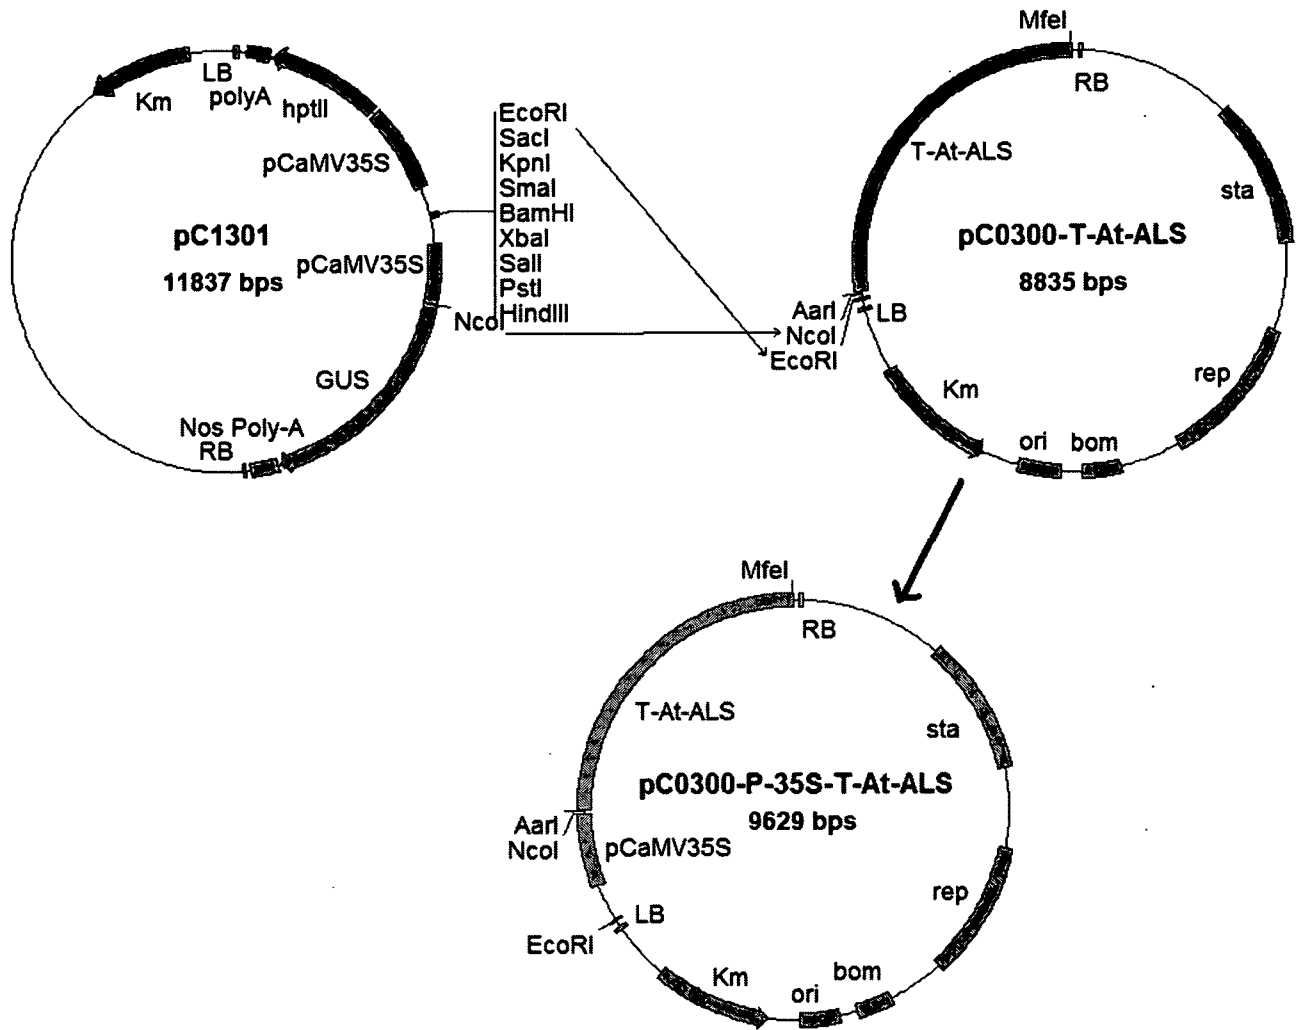 LB
polyA
Km
hptII
pCaMV35S
pC1301
11837 bps
pCaMV35S
NcoI
GUS
Nos Poly-A
RB
EcoRI
SacI
KpnI
SmaI
BamHI
XbaI
SalI
PstI
HindIII
MfeI
RB
T-At-ALS
sta
pC0300-T-At-ALS
8835 bps
AarI
NcoI
EcoRI
LB
Km
rep
ori
bom
MfeI
RB
T-At-ALS
sta
pC0300-P-35S-T-At-ALS
9629 bps
AarI
NcoI
pCaMV35S
rep
LB
EcoRI
Km
ori
bom